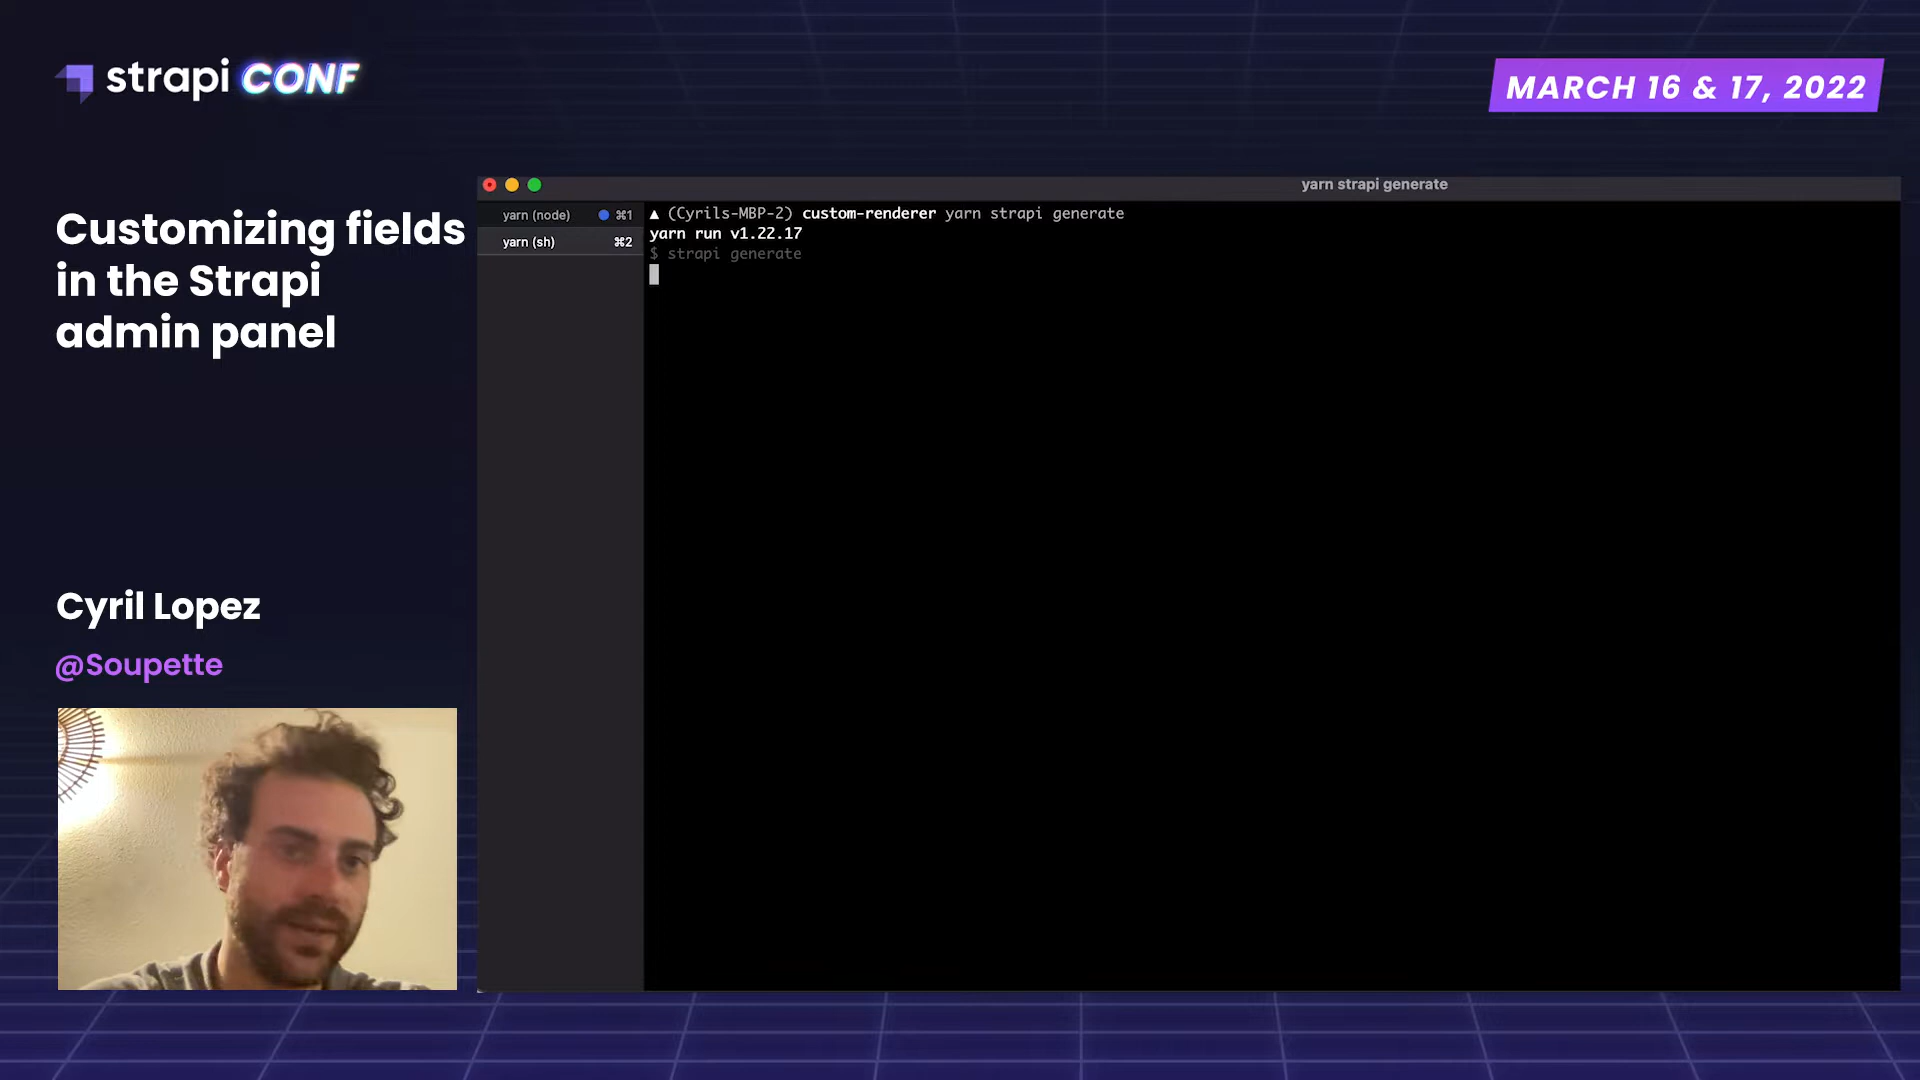 strapi CONF
MARCH 16 & 17, 2022
Customizing fields
in the Strapi
admin panel
Cyril Lopez
@Soupette
yarn strapi generate
yarn (node) ⌘1
yarn (sh) ⌘2
▲ (Cyrils-MBP-2) custom-renderer yarn strapi generate
yarn run v1.22.17
$ strapi generate